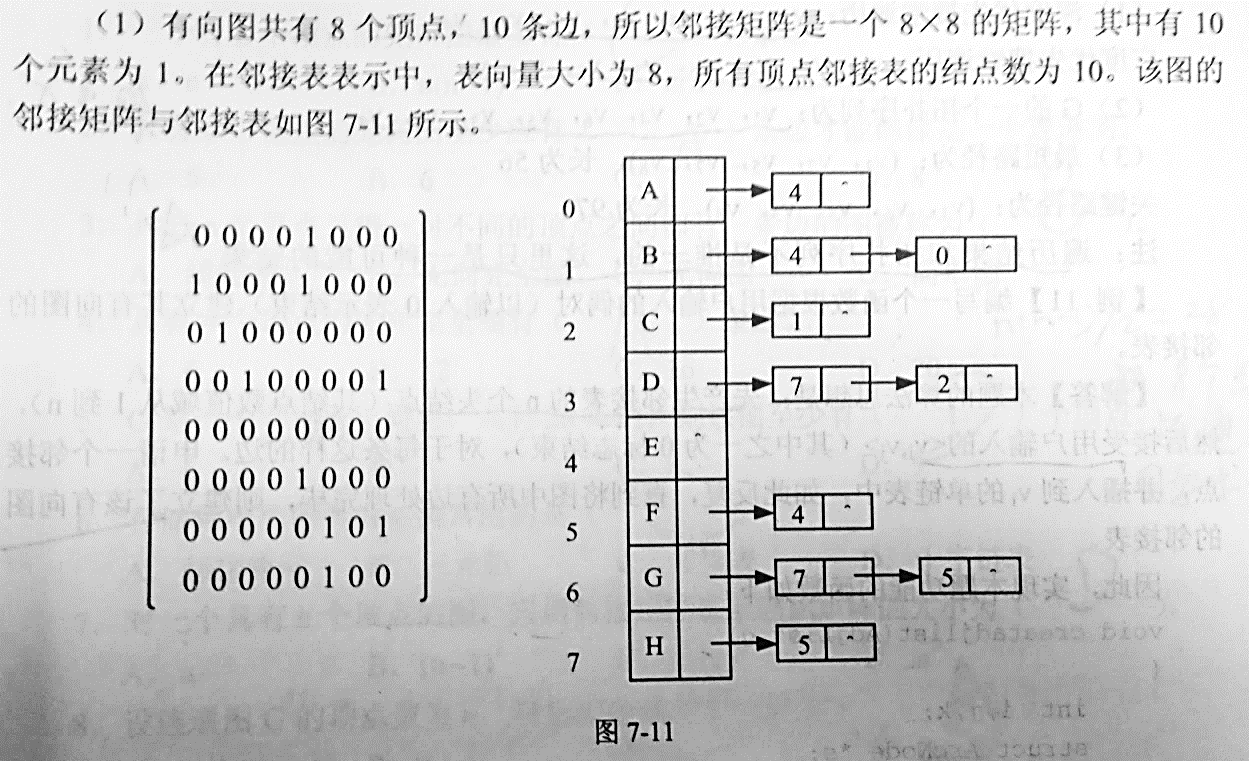 （1）有向图共有 8 个顶点，10 条边，所以邻接矩阵是一个 8×8 的矩阵，其中有 10
个元素为 1。在邻接表表示中，表向量大小为 8，所有顶点邻接表的结点数为 10。该图的
邻接矩阵与邻接表如图 7-11 所示。
0 0 0 0 1 0 0 0
1 0 0 0 1 0 0 0
0 1 0 0 0 0 0 0
0 0 1 0 0 0 0 1
0 0 0 0 0 0 0 0
0 0 0 0 1 0 0 0
0 0 0 0 0 1 0 1
0 0 0 0 0 1 0 0
0 A 4 ^
1 B 4 0 ^
2 C 1 ^
3 D 7 2 ^
4 E ^
5 F 4 ^
6 G 7 5 ^
7 H 5 ^
图 7-11